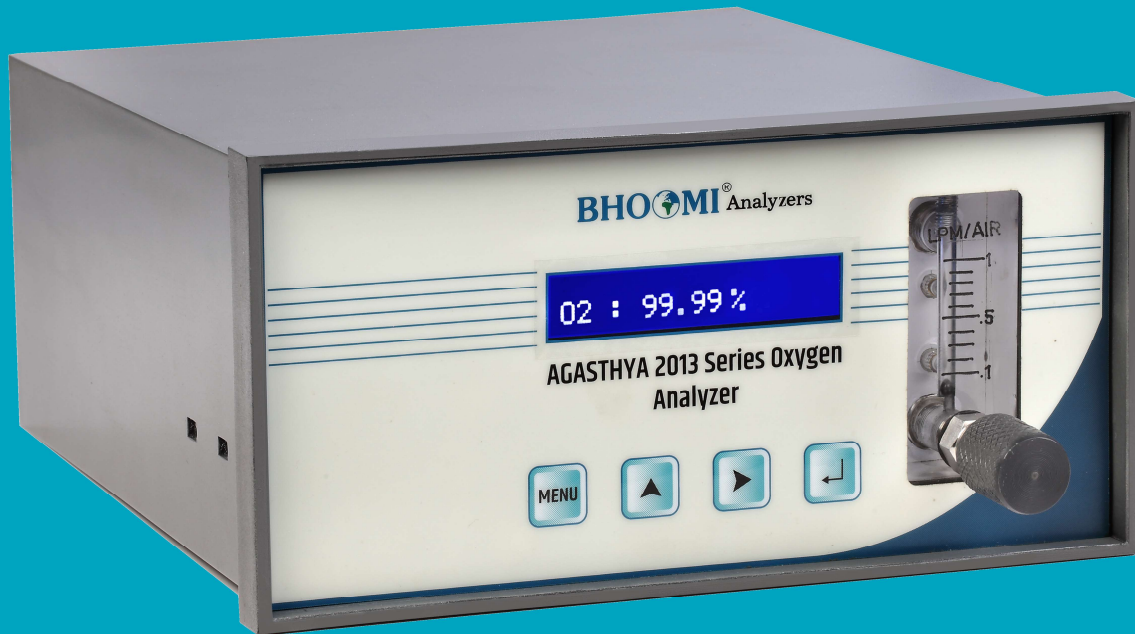 BHOOMI® Analyzers
LPM/AIR
1
.5
.1
O2 : 99.99 %
AGASTHYA 2013 Series Oxygen
Analyzer
MENU